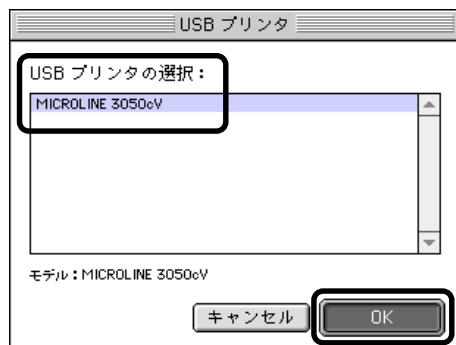 USB プリンタ
USB プリンタの選択：
MICROLINE 3050cV
モデル：MICROLINE 3050cV
キャンセル
OK